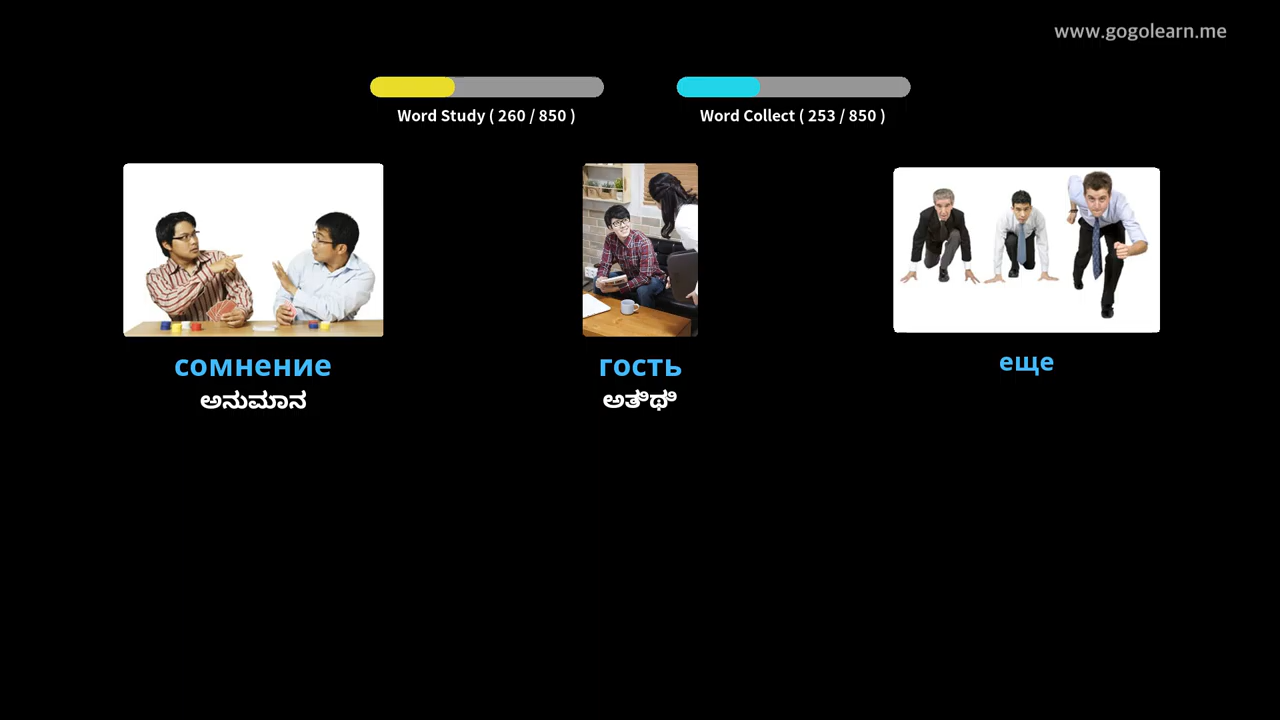 www.gogolearn.me
Word Study ( 260 / 850 )
Word Collect ( 253 / 850 )
сомнение
ಅನುಮಾನ
гость
ಅತಿಥಿ
еще